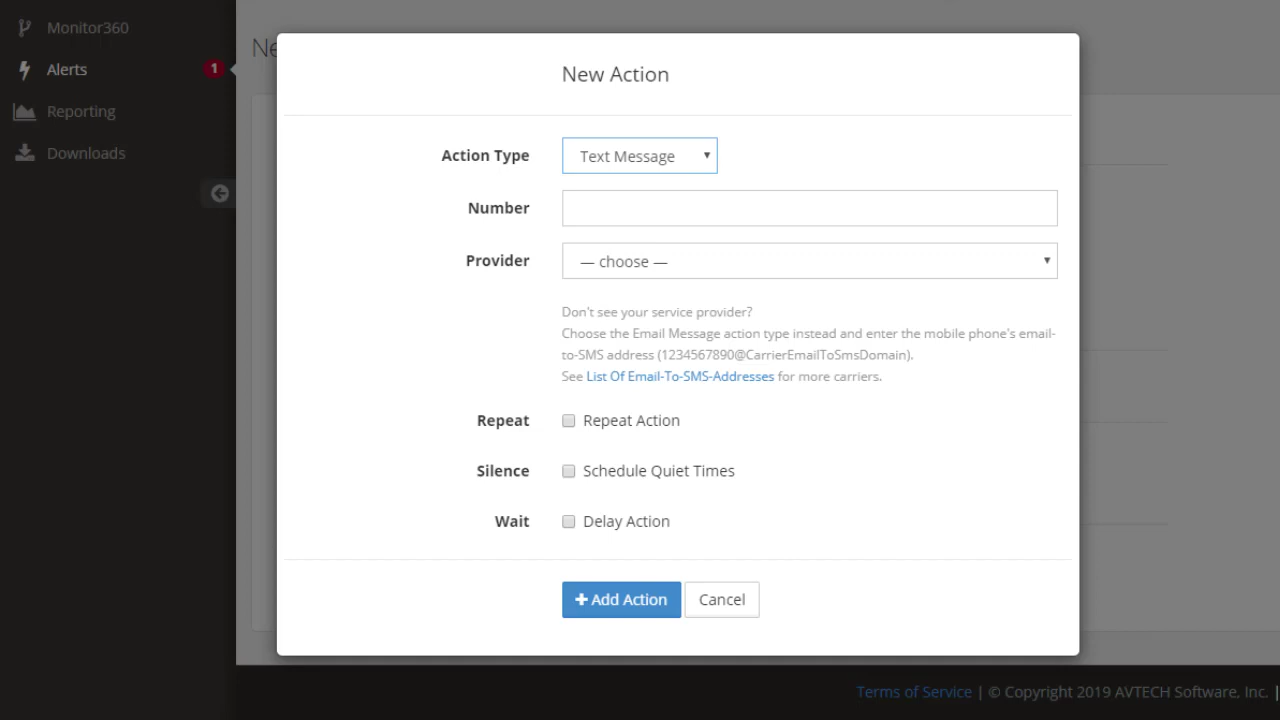 Monitor360
Alerts
1
Reporting
Downloads
Ne
New Action
Action Type
Text Message
Number
Provider
— choose —
Don't see your service provider?
Choose the Email Message action type instead and enter the mobile phone's email-
to-SMS address (1234567890@CarrierEmailToSmsDomain).
See List Of Email-To-SMS-Addresses for more carriers.
Repeat
Repeat Action
Silence
Schedule Quiet Times
Wait
Delay Action
+ Add Action
Cancel
Terms of Service | © Copyright 2019 AVTECH Software, Inc. |